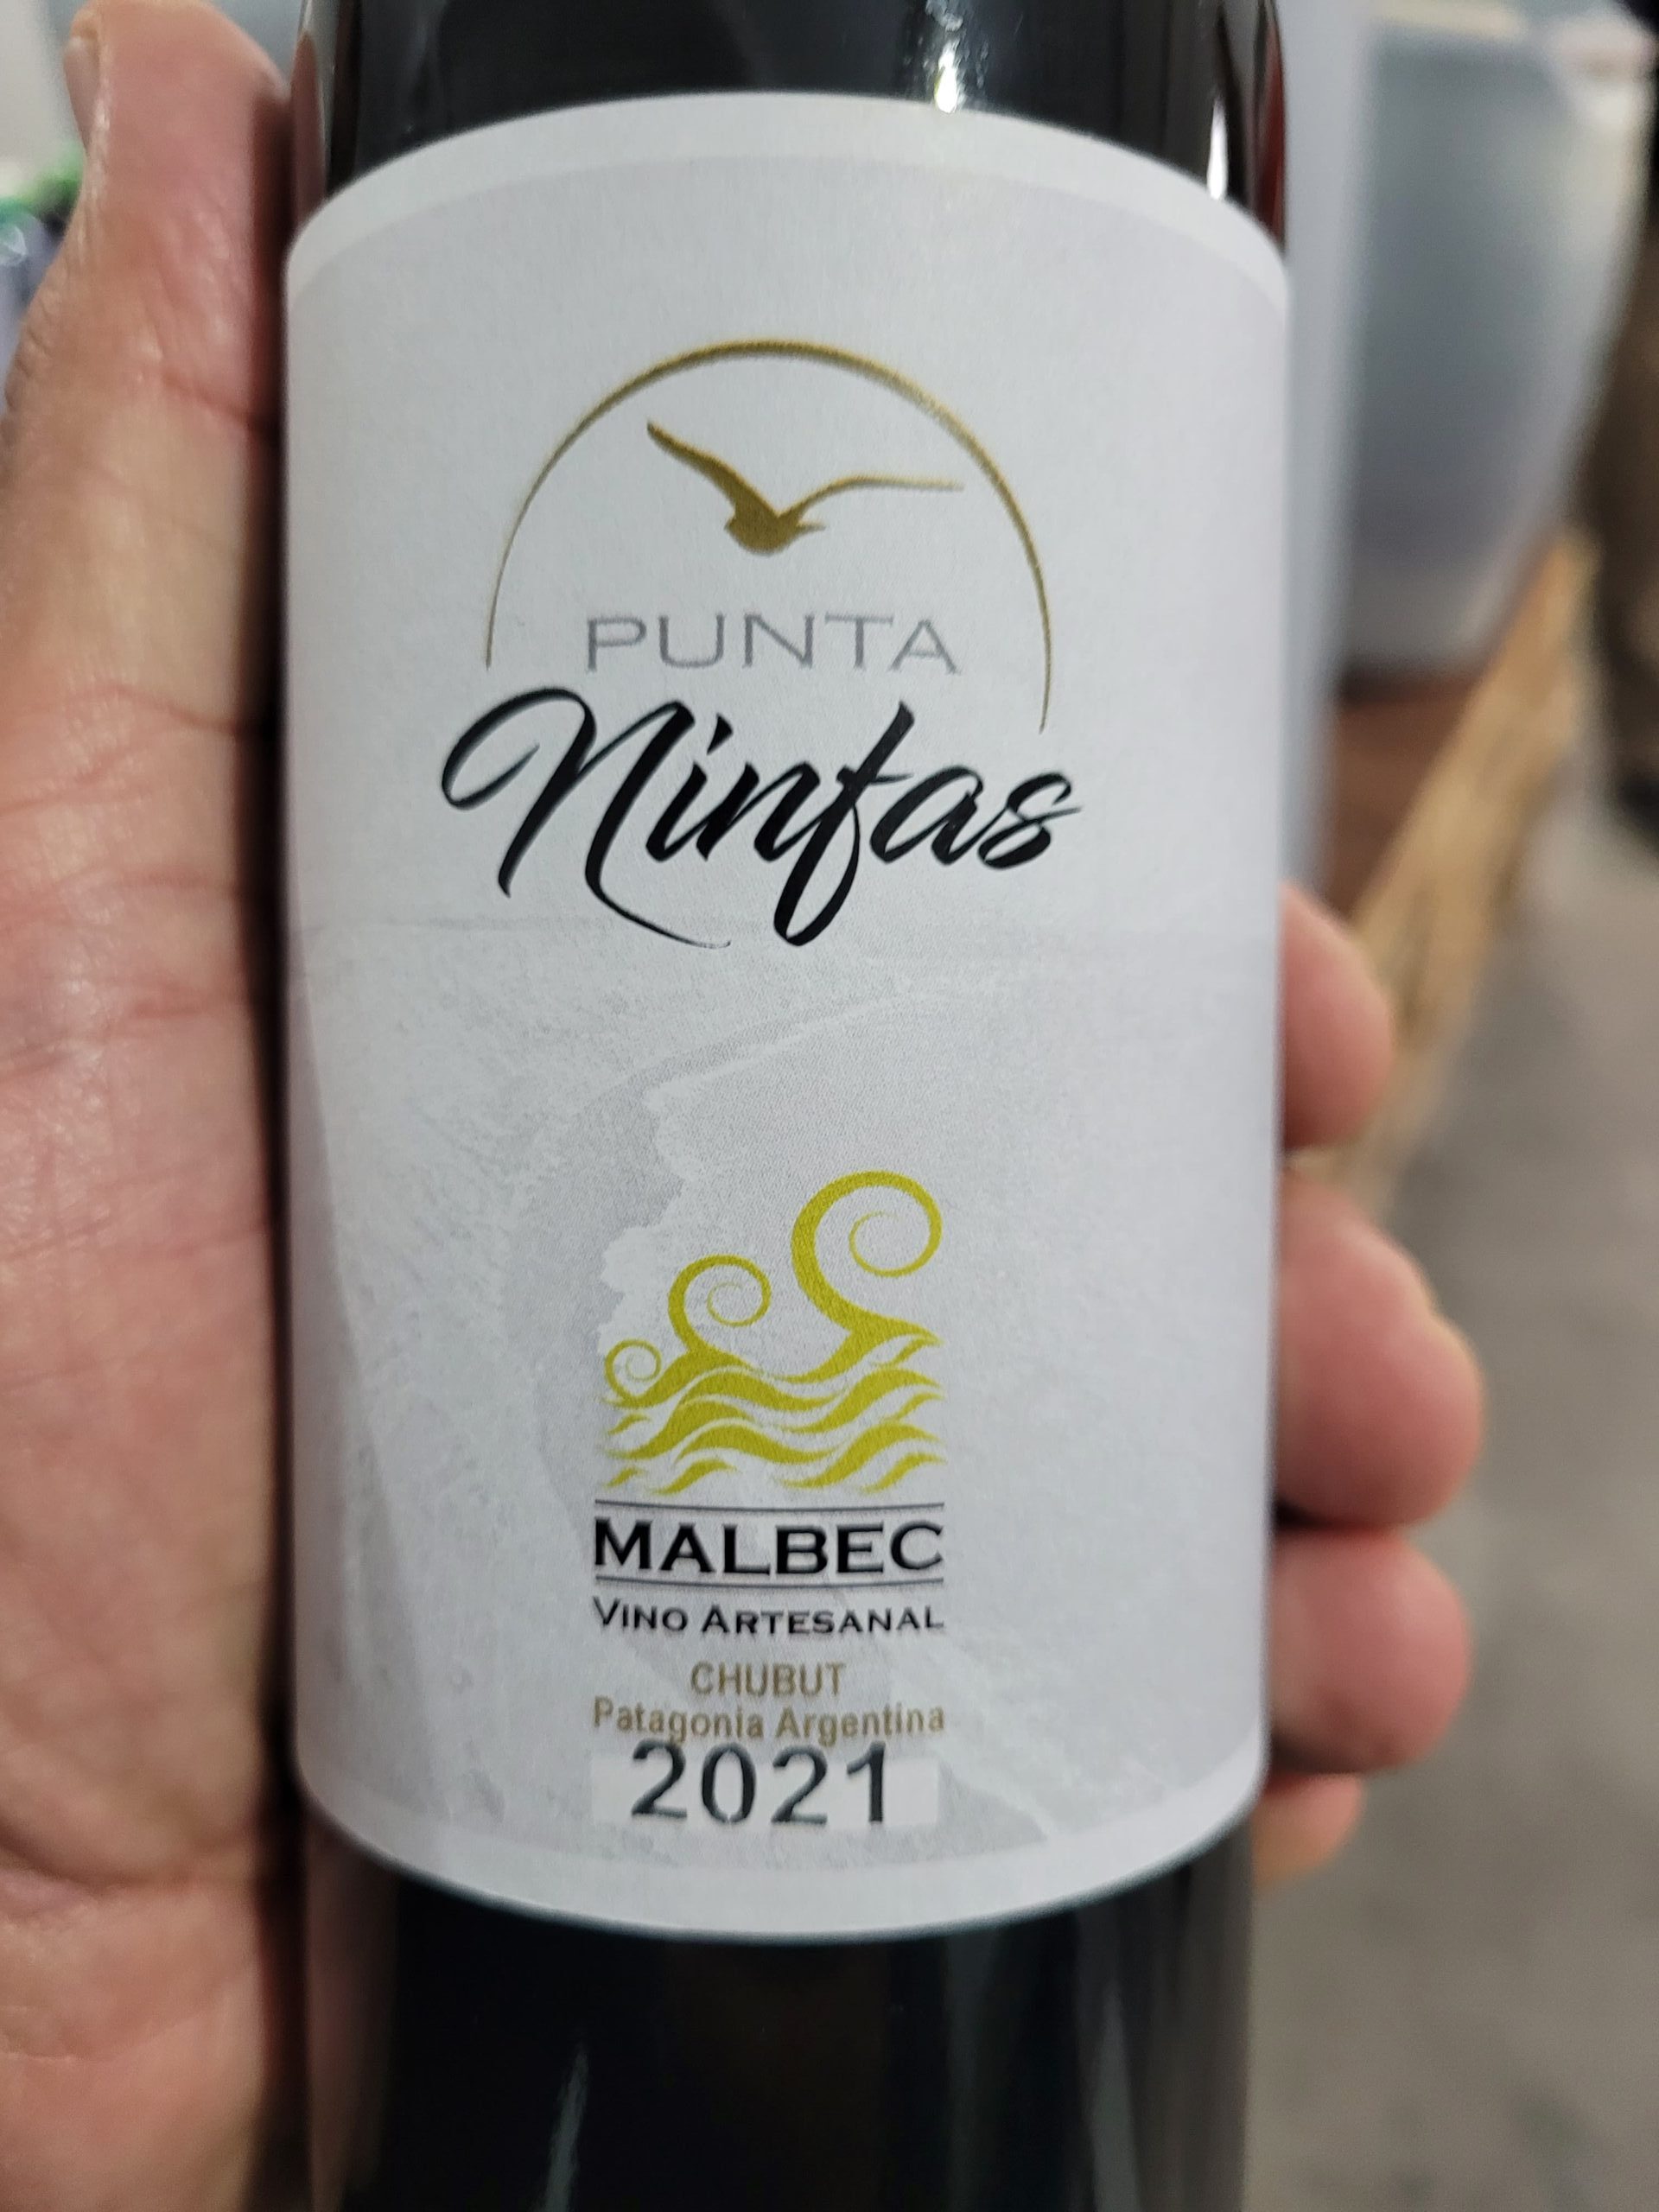 PUNTA
Ninfas
MALBEC
VINO ARTESANAL
CHUBUT
Patagonia Argentina
2021